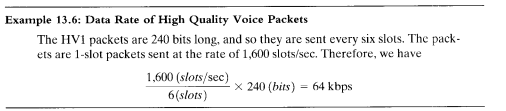 Example 13.6: Data Rate of High Quality Voice Packets
The HV1 packets are 240 bits long, and so they are sent every six slots. The pack-
ets are 1-slot packets sent at the rate of 1,600 slots/sec. Therefore, we have
1,600 (slots/sec)
6(slots)
× 240 (bits) = 64 kbps